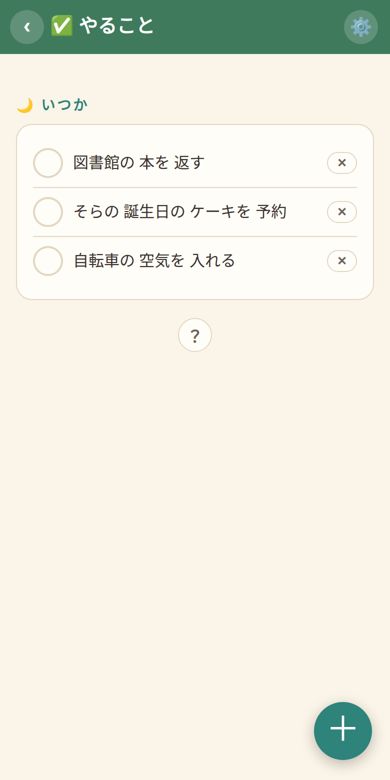 ‹ ✅ やること ⚙️
🌙 いつか
図書館の 本を 返す ×
そらの 誕生日の ケーキを 予約 ×
自転車の 空気を 入れる ×
?
+